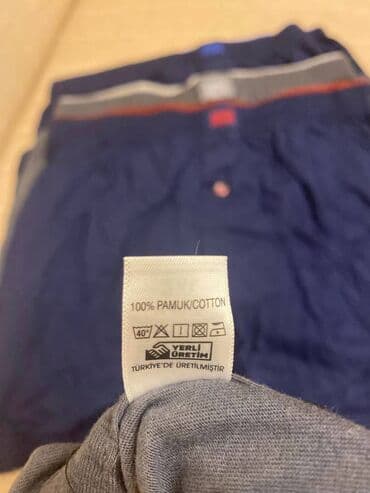 100% PAMUK/COTTON
40°
YERLİ
ÜRETİM
TÜRKİYE'DE ÜRETİLMİŞTİR